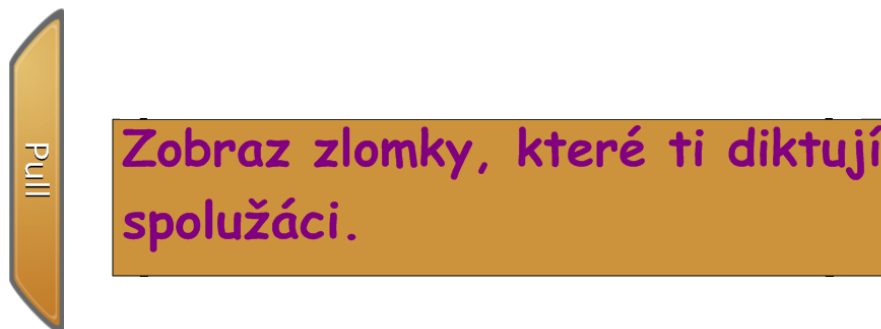 Pull
Zobraz zlomky, které ti diktují
spolužáci.